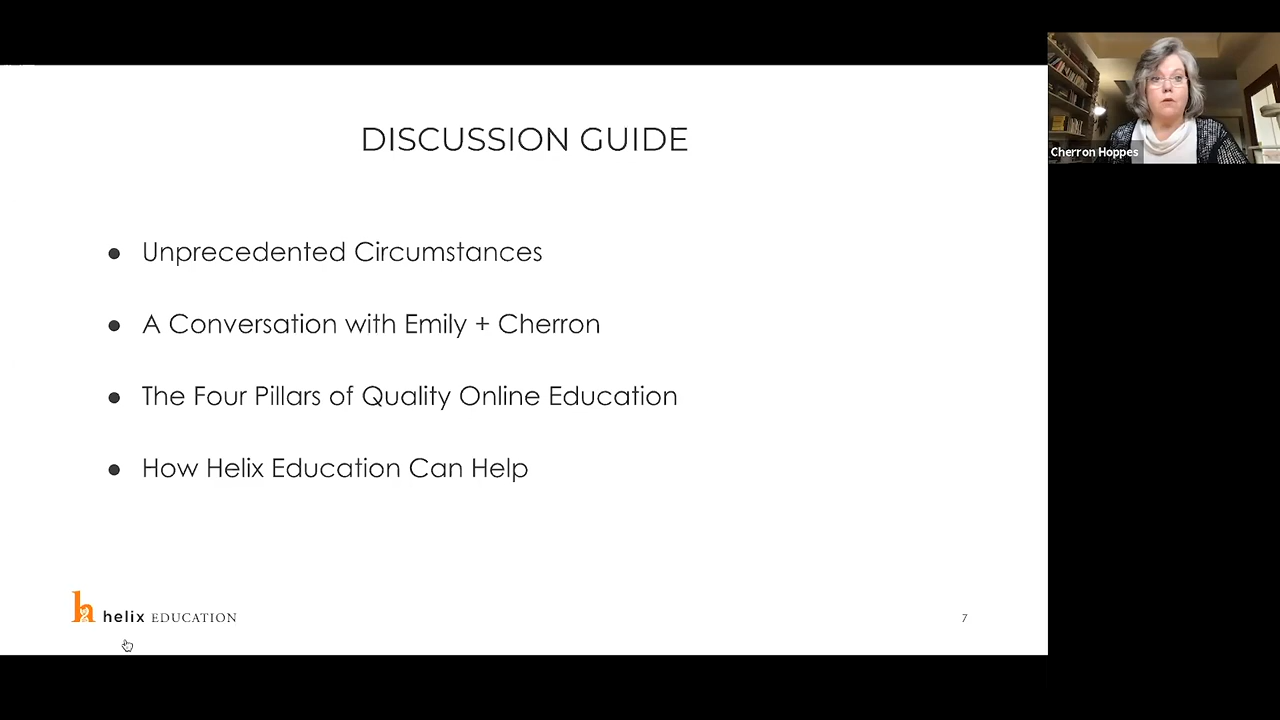 DISCUSSION GUIDE
● Unprecedented Circumstances
● A Conversation with Emily + Cherron
● The Four Pillars of Quality Online Education
● How Helix Education Can Help
h helix EDUCATION
7
Cherron Hoppes